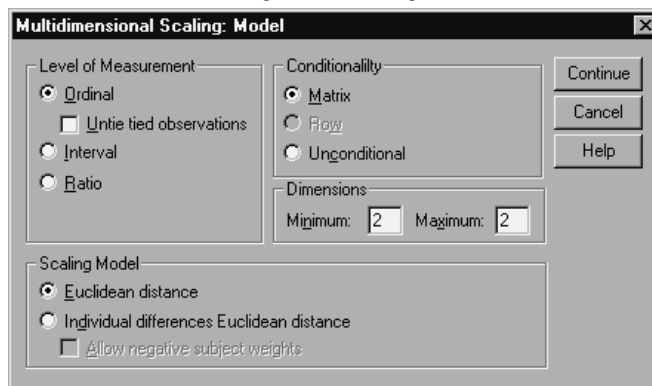 Multidimensional Scaling: Model
Level of Measurement
Ordinal
Untie tied observations
Interval
Ratio
Conditionalilty
Matrix
Row
Unconditional
Dimensions
Minimum: 2 Maximum: 2
Scaling Model
Euclidean distance
Individual differences Euclidean distance
Allow negative subject weights
Continue
Cancel
Help